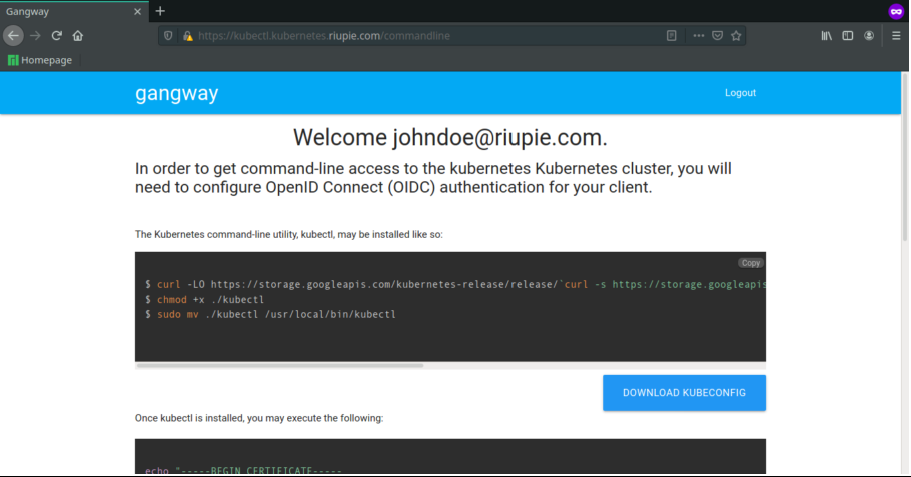 Gangway
https://kubectl.kubernetes.riupie.com/commandline
Homepage
gangway
Logout
Welcome johndoe@riupie.com.
In order to get command-line access to the kubernetes Kubernetes cluster, you will
need to configure OpenID Connect (OIDC) authentication for your client.
The Kubernetes command-line utility, kubectl, may be installed like so:
Copy
$ curl -LO https://storage.googleapis.com/kubernetes-release/release/`curl -s https://storage.googleapis
$ chmod +x ./kubectl
$ sudo mv ./kubectl /usr/local/bin/kubectl
DOWNLOAD KUBECONFIG
Once kubectl is installed, you may execute the following:
echo "-----BEGIN CERTIFICATE-----